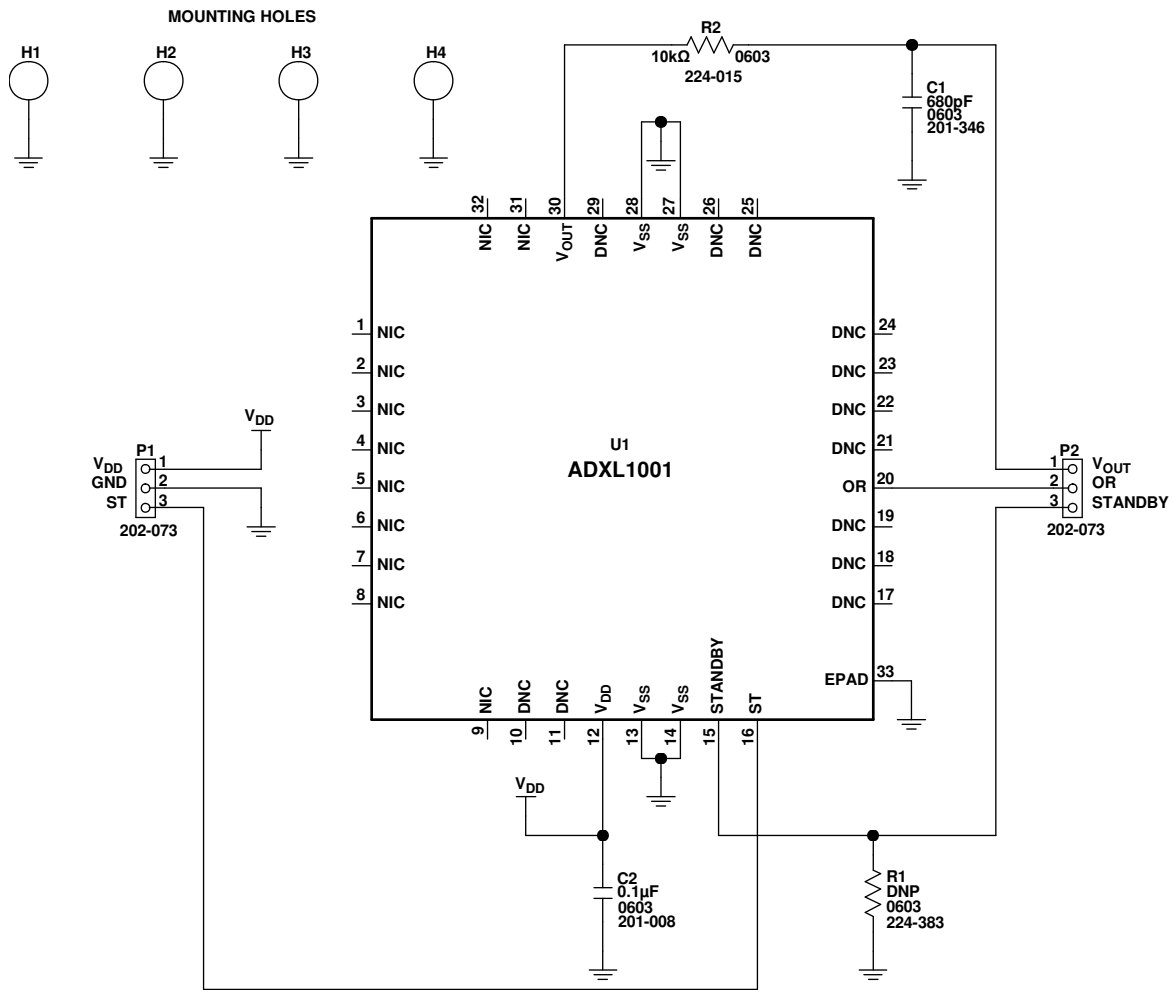 MOUNTING HOLES
H1
H2
H3
H4
R2
10kΩ
0603
224-015
C1
680pF
0603
201-346
32
31
30
29
28
27
26
25
NIC
NIC
VOUT
DNC
VSS
VSS
DNC
DNC
1 NIC
2 NIC
3 NIC
4 NIC
5 NIC
6 NIC
7 NIC
8 NIC
U1
ADXL1001
DNC 24
DNC 23
DNC 22
DNC 21
OR 20
DNC 19
DNC 18
DNC 17
EPAD 33
VDD
P1
VDD 1
GND 2
ST 3
202-073
P2
1 VOUT
2 OR
3 STANDBY
202-073
NIC
DNC
DNC
VDD
VSS
VSS
STANDBY
ST
9
10
11
12
13
14
15
16
VDD
C2
0.1µF
0603
201-008
R1
DNP
0603
224-383